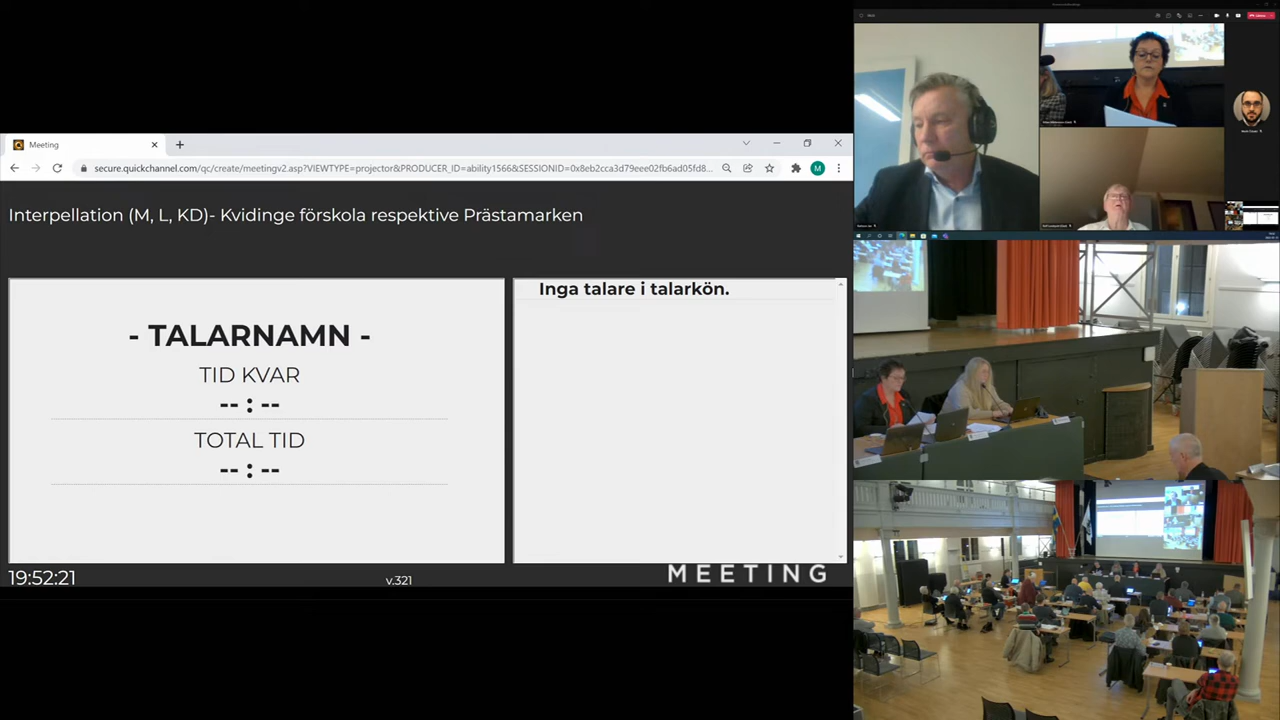 Meeting
secure.quickchannel.com/qc/create/meetingv2.asp?VIEWTYPE=projector&PRODUCER_ID=ability1566&SESSIONID=0x8eb2cca3d79eee02fb6ad05fd8...
M
Interpellation (M, L, KD)- Kvidinge förskola respektive Prästamarken
- TALARNAMN -
TID KVAR
-- : --
TOTAL TID
-- : --
Inga talare i talarkön.
19:52:21
v.321
MEETING